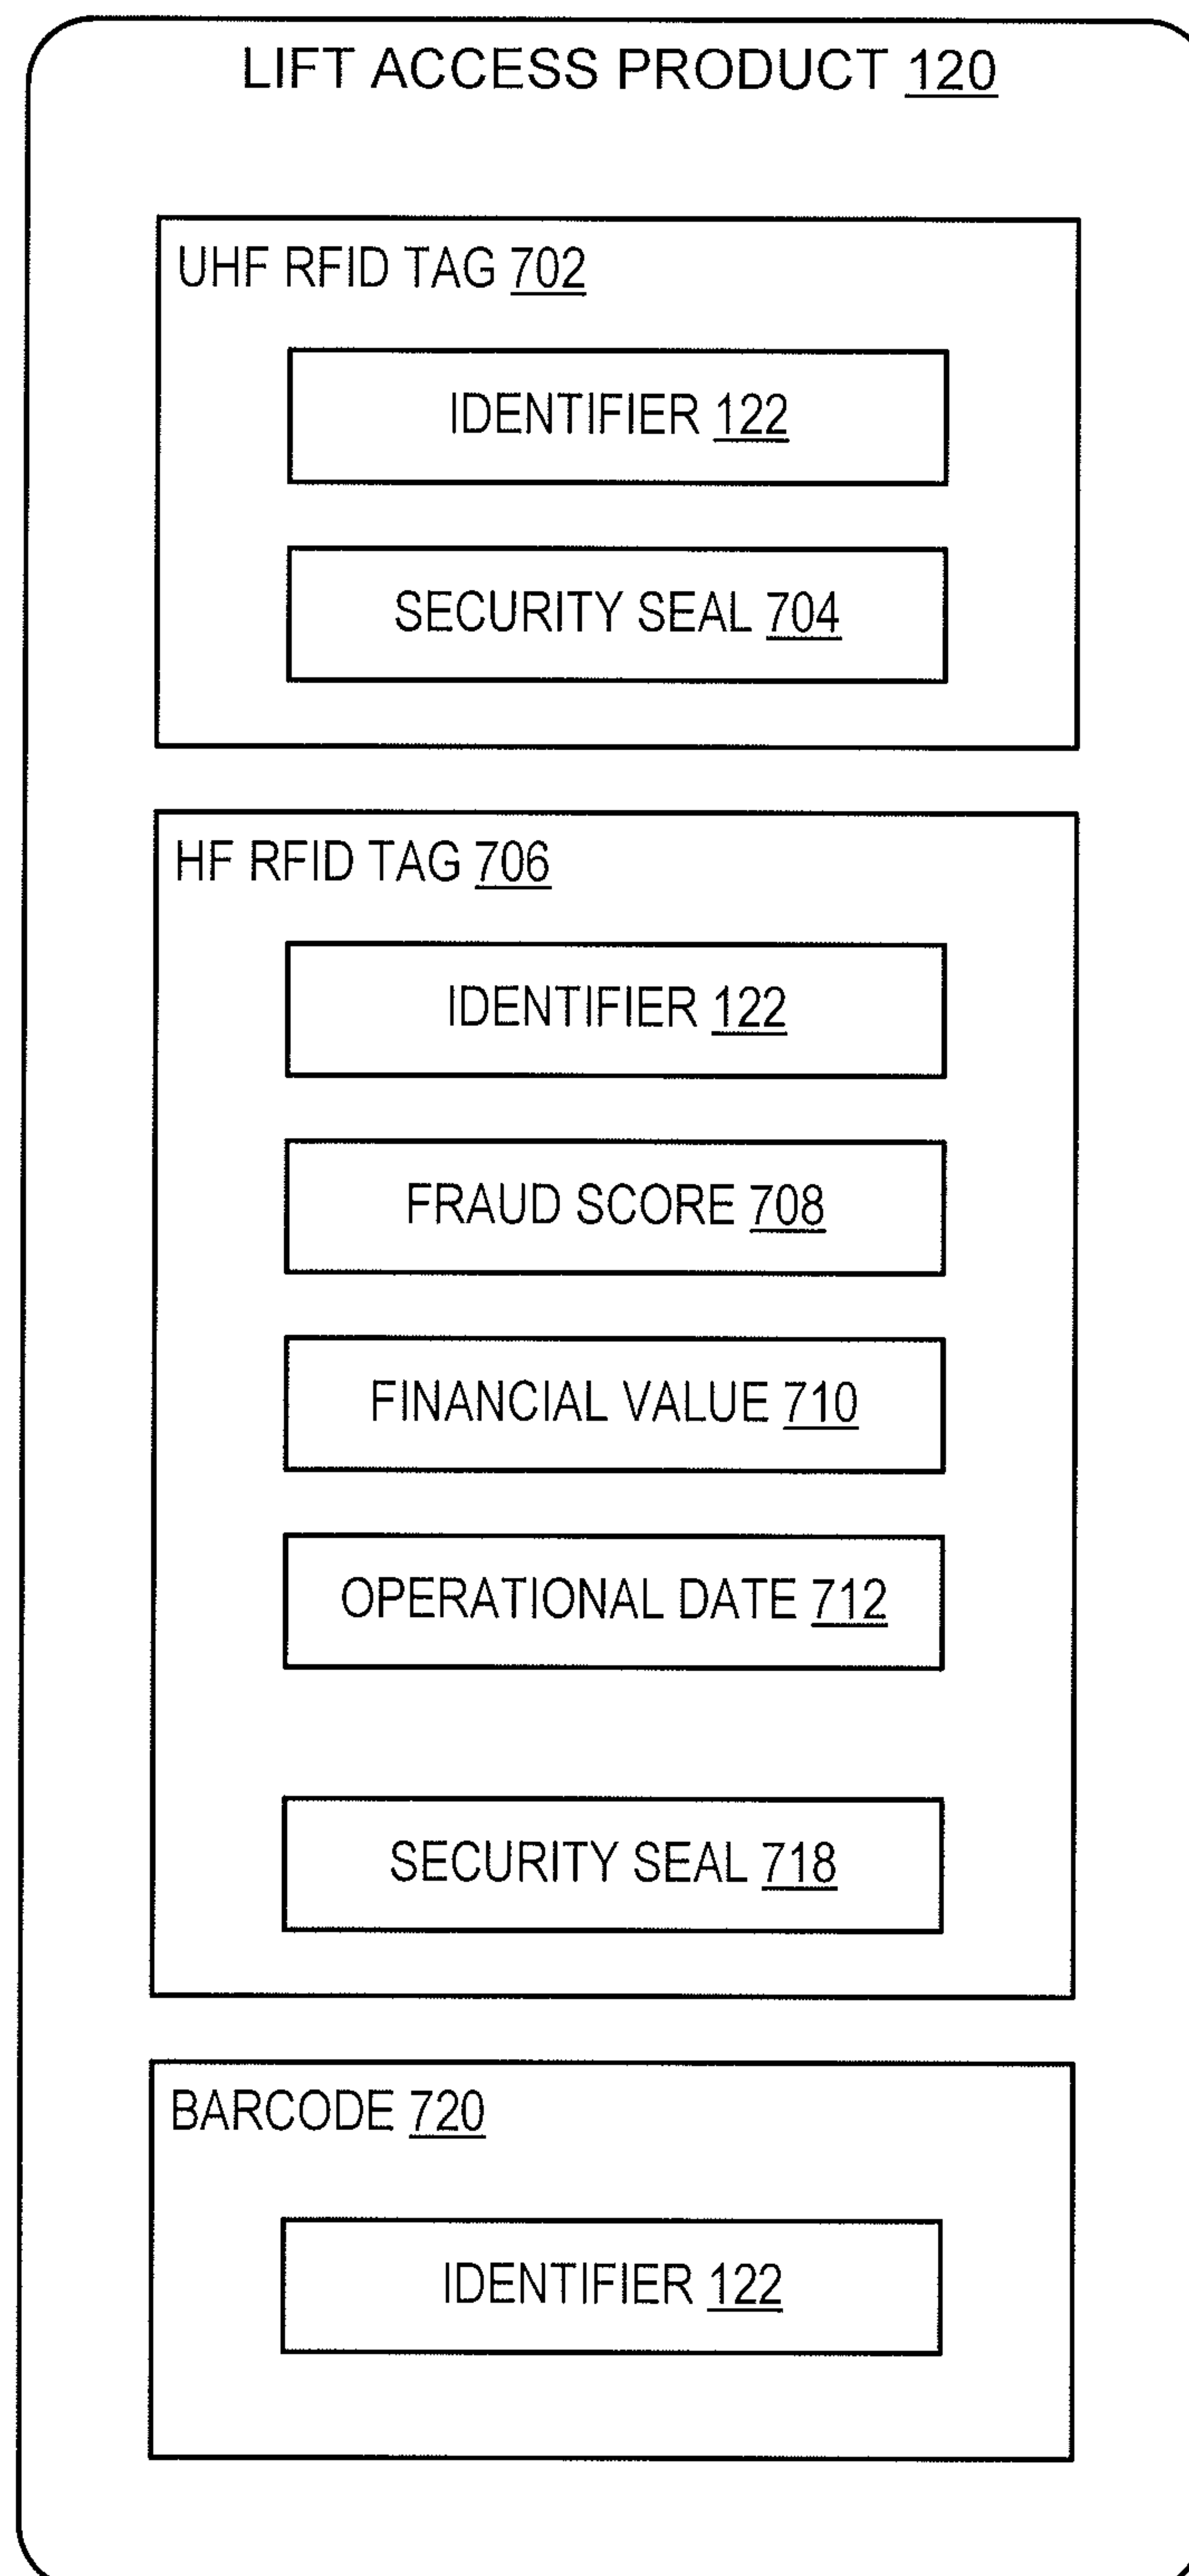 LIFT ACCESS PRODUCT 120
UHF RFID TAG 702
IDENTIFIER 122
SECURITY SEAL 704
HF RFID TAG 706
IDENTIFIER 122
FRAUD SCORE 708
FINANCIAL VALUE 710
OPERATIONAL DATE 712
SECURITY SEAL 718
BARCODE 720
IDENTIFIER 122